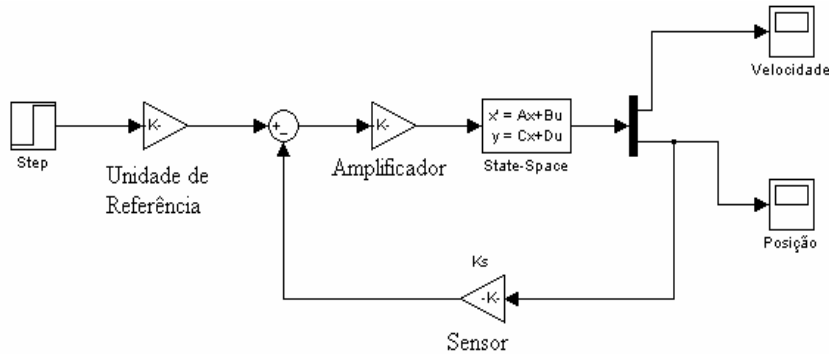 Velocidade
K-
+
-
K-
x' = Ax+Bu
y = Cx+Du
Step
State-Space
Unidade de
Referência
Amplificador
Posição
Ks
-K-
Sensor